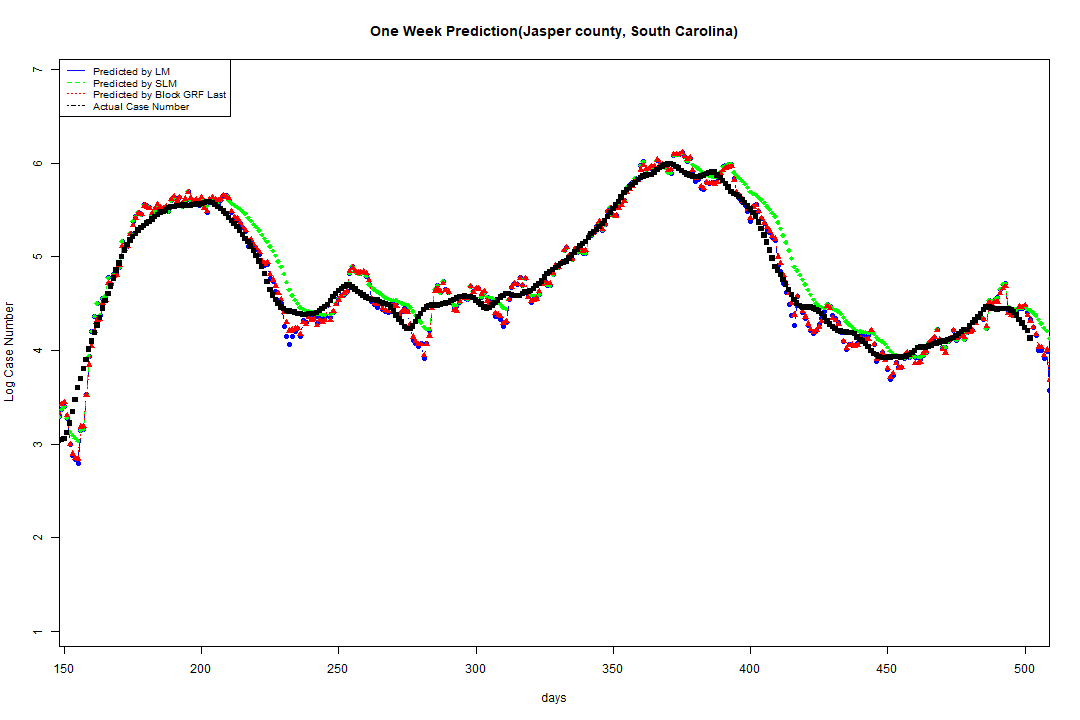 One Week Prediction(Jasper county, South Carolina)
Predicted by LM
Predicted by SLM
Predicted by Block GRF Last
Actual Case Number
7
6
5
4
3
2
1
Log Case Number
150 200 250 300 350 400 450 500
days